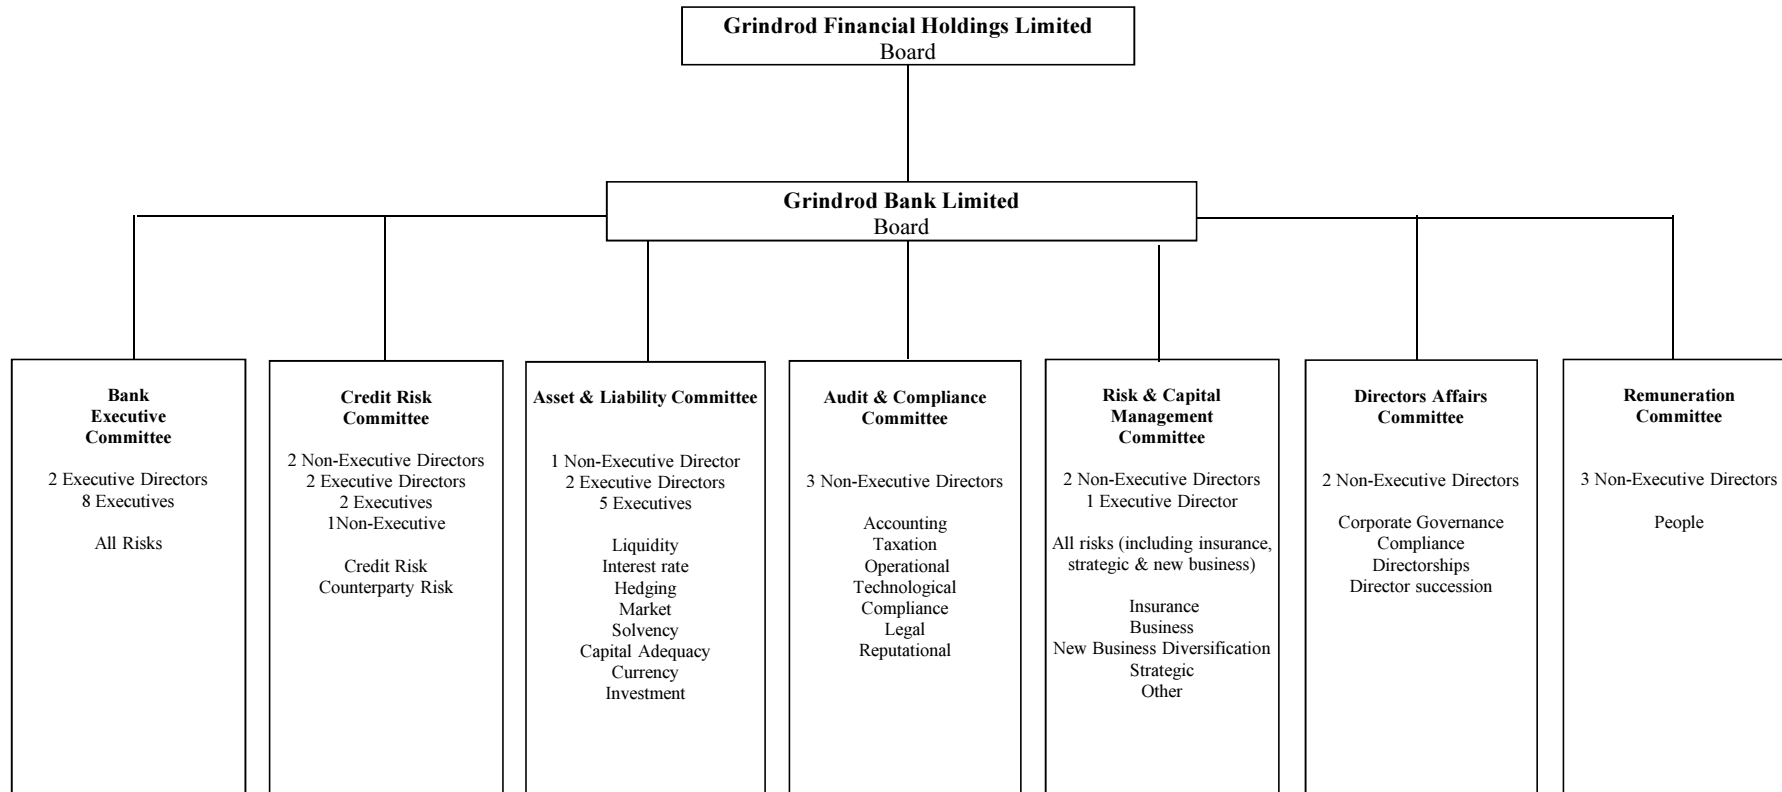 Grindrod Financial Holdings Limited
Board
Grindrod Bank Limited
Board
Bank
Executive
Committee
2 Executive Directors
8 Executives
All Risks
Credit Risk
Committee
2 Non-Executive Directors
2 Executive Directors
2 Executives
1Non-Executive
Credit Risk
Counterparty Risk
Asset & Liability Committee
1 Non-Executive Director
2 Executive Directors
5 Executives
Liquidity
Interest rate
Hedging
Market
Solvency
Capital Adequacy
Currency
Investment
Audit & Compliance
Committee
3 Non-Executive Directors
Accounting
Taxation
Operational
Technological
Compliance
Legal
Reputational
Risk & Capital
Management
Committee
2 Non-Executive Directors
1 Executive Director
All risks (including insurance,
strategic & new business)
Insurance
Business
New Business Diversification
Strategic
Other
Directors Affairs
Committee
2 Non-Executive Directors
Corporate Governance
Compliance
Directorships
Director succession
Remuneration
Committee
3 Non-Executive Directors
People